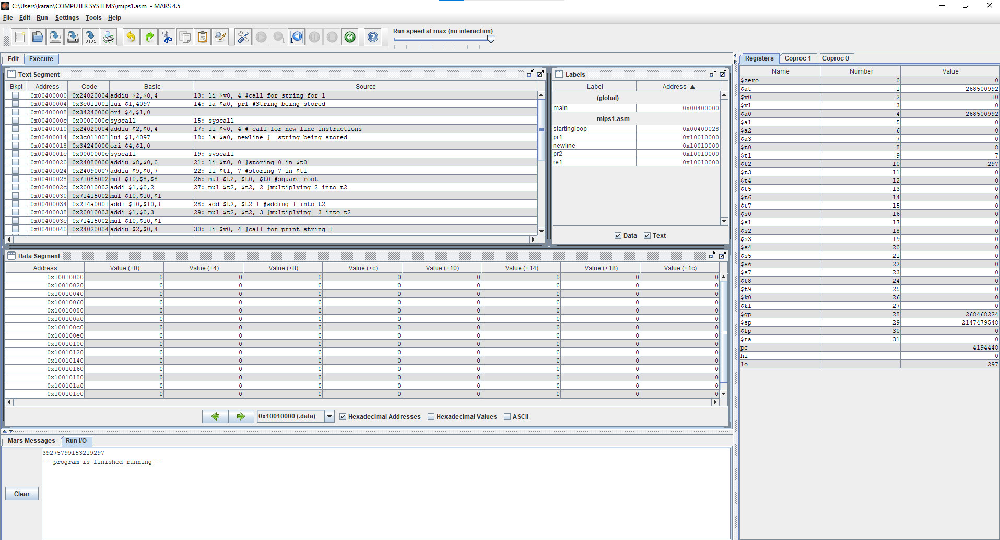 C:\Users\karan\COMPUTER SYSTEMS\mips1.asm - MARS 4.5
File Edit Run Settings Tools Help
Run speed at max (no interaction)
Edit Execute
Text Segment
Bkpt Address Code Basic Source
0x00400000 0x24020004 addiu $2,$0,4 13: li $v0, 4 #call for string for 1
0x00400004 0x3c011001 lui $1,4097 14: la $a0, pr1 #String being stored
0x00400008 0x34240000 ori $4,$1,0
0x0040000c 0x0000000c syscall 15: syscall
0x00400010 0x24020004 addiu $2,$0,4 17: li $v0, 4 # call for new line instructions
0x00400014 0x3c011001 lui $1,4097 18: la $a0, newline # string being stored
0x00400018 0x34240000 ori $4,$1,0
0x0040001c 0x0000000c syscall 19: syscall
0x00400020 0x24080000 addiu $8,$0,0 21: li $t0, 0 #storing 0 in $t0
0x00400024 0x24090007 addiu $9,$0,7 22: li $t1, 7 #storing 7 in $t1
0x00400028 0x71085002 mul $10,$8,$8 26: mul $t2, $t0, $t0 #square root
0x0040002c 0x20010002 addi $1,$0,2 27: mul $t2, $t2, 2 #multiplying 2 into t2
0x00400030 0x71415002 mul $10,$10,$1
0x00400034 0x214a0001 addi $10,$10,1 28: add $t2, $t2 1 #adding 1 into t2
0x00400038 0x20010003 addi $1,$0,3 29: mul $t2, $t2, 3 #multiplying 3 into t2
0x0040003c 0x71415002 mul $10,$10,$1
0x00400040 0x24020004 addiu $2,$0,4 30: li $v0, 4 #call for print string 1
Labels
Label Address ▲
(global)
main 0x00400000
mips1.asm
startingloop 0x00400028
pr1 0x10010000
newline 0x10010000
pr2 0x10010000
re1 0x10010000
Data Text
Data Segment
Address Value (+0) Value (+4) Value (+8) Value (+c) Value (+10) Value (+14) Value (+18) Value (+1c)
0x10010000 0 0 0 0 0 0 0 0
0x10010020 0 0 0 0 0 0 0 0
0x10010040 0 0 0 0 0 0 0 0
0x10010060 0 0 0 0 0 0 0 0
0x10010080 0 0 0 0 0 0 0 0
0x100100a0 0 0 0 0 0 0 0 0
0x100100c0 0 0 0 0 0 0 0 0
0x100100e0 0 0 0 0 0 0 0 0
0x10010100 0 0 0 0 0 0 0 0
0x10010120 0 0 0 0 0 0 0 0
0x10010140 0 0 0 0 0 0 0 0
0x10010160 0 0 0 0 0 0 0 0
0x10010180 0 0 0 0 0 0 0 0
0x100101a0 0 0 0 0 0 0 0 0
0x100101c0 0 0 0 0 0 0 0 0
0x10010000 (.data) Hexadecimal Addresses Hexadecimal Values ASCII
Mars Messages Run I/O
39275799153219297
-- program is finished running --
Clear
Registers Coproc 1 Coproc 0
Name Number Value
$zero 0 0
$at 1 268500992
$v0 2 10
$v1 3 0
$a0 4 268500992
$a1 5 0
$a2 6 0
$a3 7 0
$t0 8 8
$t1 9 7
$t2 10 297
$t3 11 0
$t4 12 0
$t5 13 0
$t6 14 0
$t7 15 0
$s0 16 0
$s1 17 0
$s2 18 0
$s3 19 0
$s4 20 0
$s5 21 0
$s6 22 0
$s7 23 0
$t8 24 0
$t9 25 0
$k0 26 0
$k1 27 0
$gp 28 268468224
$sp 29 2147479548
$fp 30 0
$ra 31 0
pc 4194448
hi 0
lo 297